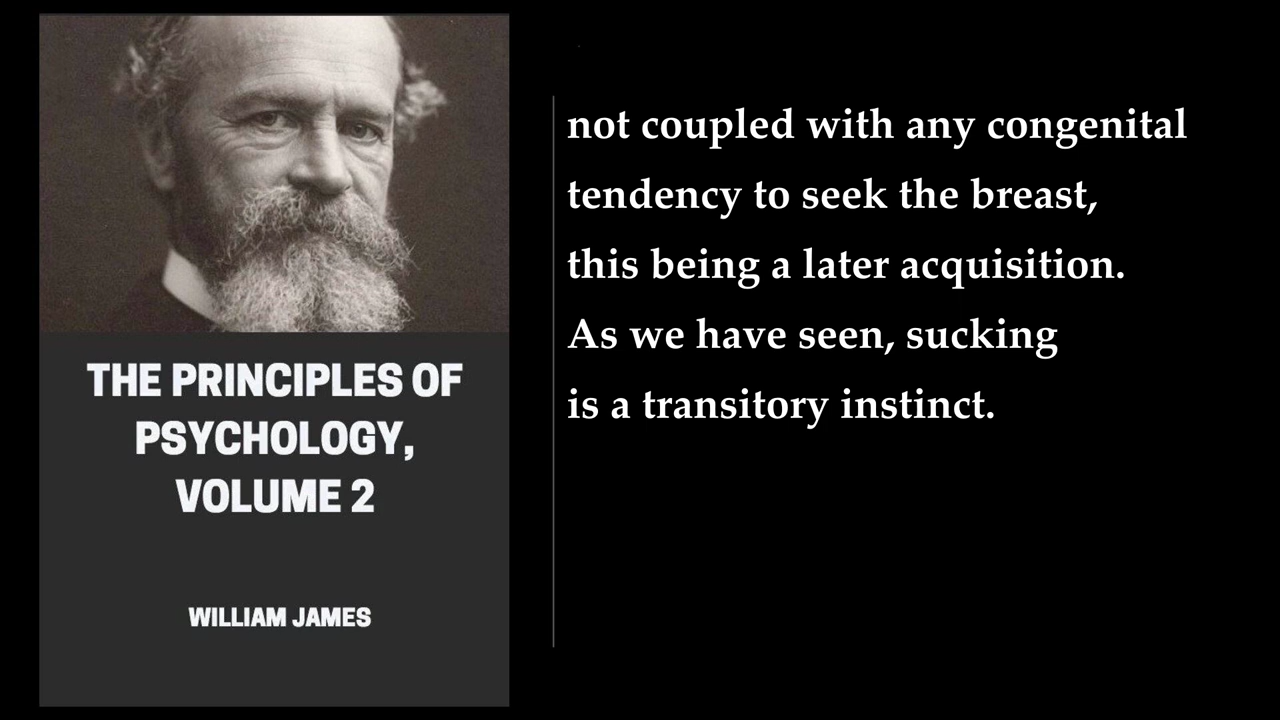 THE PRINCIPLES OF
PSYCHOLOGY,
VOLUME 2
WILLIAM JAMES
not coupled with any congenital
tendency to seek the breast,
this being a later acquisition.
As we have seen, sucking
is a transitory instinct.